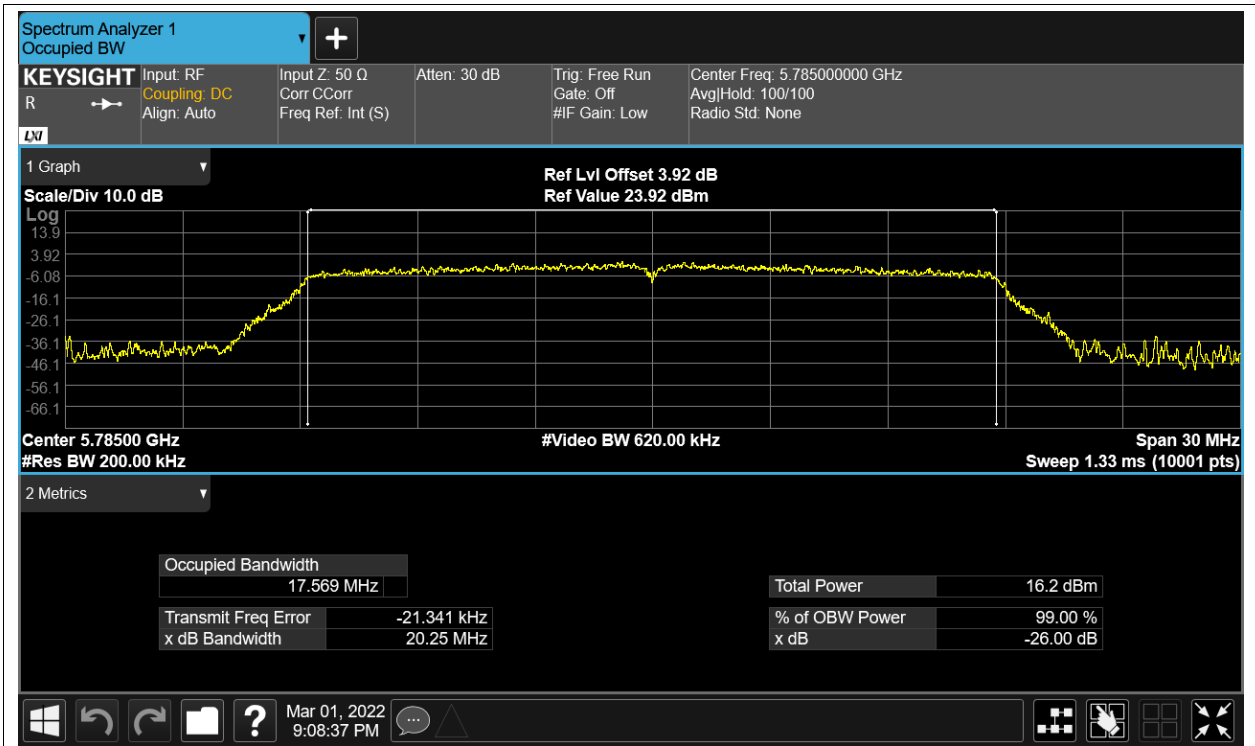 Spectrum Analyzer 1
Occupied BW
KEYSIGHT
R
LXI
Input: RF
Coupling: DC
Align: Auto
Input Z: 50 Ω
Corr CCorr
Freq Ref: Int (S)
Atten: 30 dB
Trig: Free Run
Gate: Off
#IF Gain: Low
Center Freq: 5.785000000 GHz
Avg|Hold: 100/100
Radio Std: None
1 Graph
Scale/Div 10.0 dB
Ref Lvl Offset 3.92 dB
Ref Value 23.92 dBm
Log
13.9
3.92
-6.08
-16.1
-26.1
-36.1
-46.1
-56.1
-66.1
Center 5.78500 GHz
#Res BW 200.00 kHz
#Video BW 620.00 kHz
Span 30 MHz
Sweep 1.33 ms (10001 pts)
2 Metrics
Occupied Bandwidth
17.569 MHz
Transmit Freq Error -21.341 kHz
x dB Bandwidth 20.25 MHz
Total Power 16.2 dBm
% of OBW Power 99.00 %
x dB -26.00 dB
?
Mar 01, 2022
9:08:37 PM